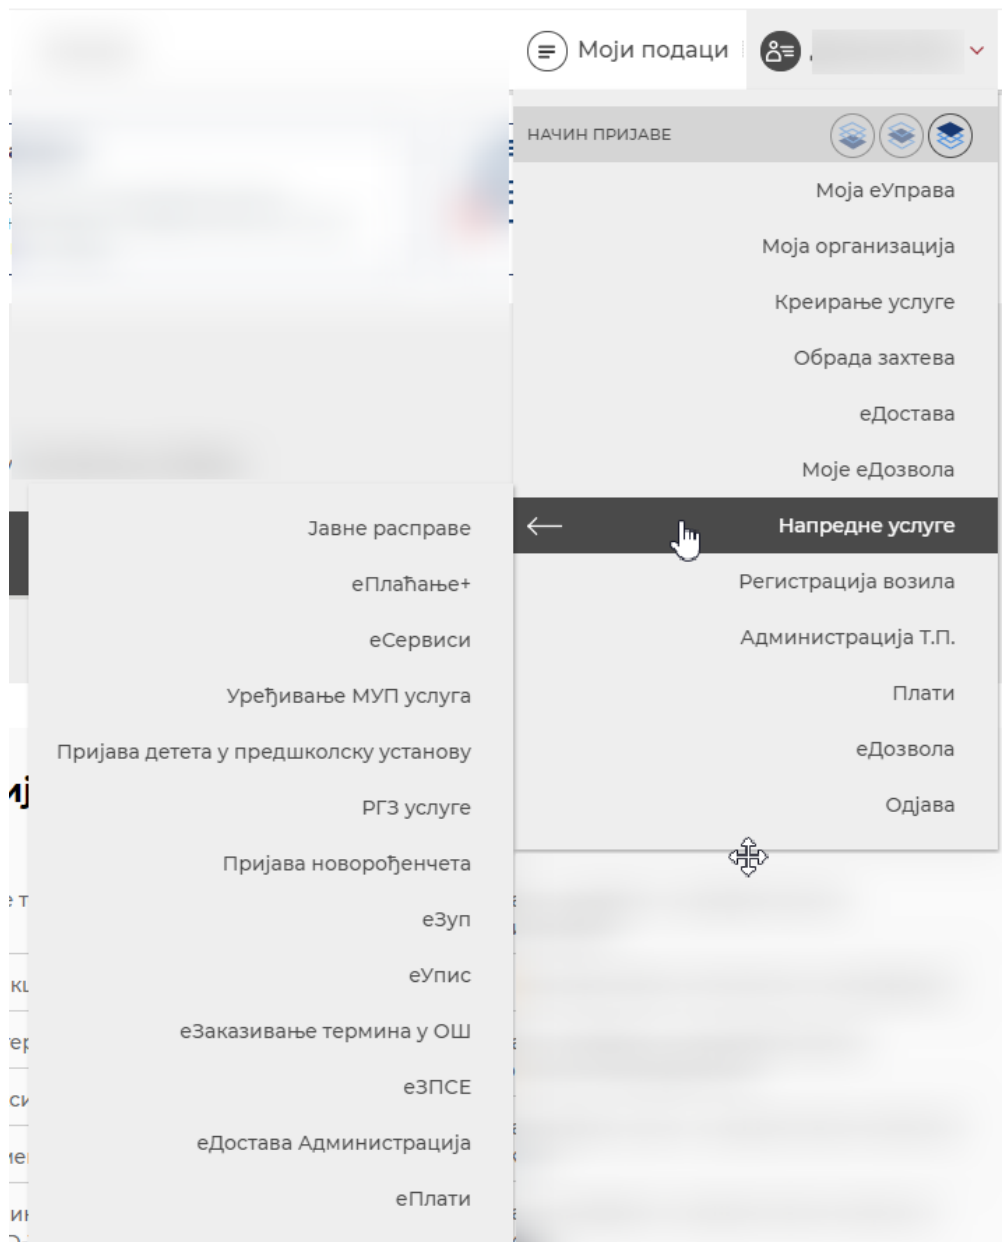 Моји подаци
НАЧИН ПРИЈАВЕ
Моја еУправа
Моја организација
Креирање услуге
Обрада захтева
еДостава
Моје еДозвола
Напредне услуге
Регистрација возила
Администрација Т.П.
Плати
еДозвола
Одјава
Јавне расправе
еПлаћање+
еСервиси
Уређивање МУП услуга
Пријава детета у предшколску установу
РГЗ услуге
Пријава новорођенчета
еЗуп
еУпис
еЗаказивање термина у ОШ
еЗПСЕ
еДостава Администрација
еПлати